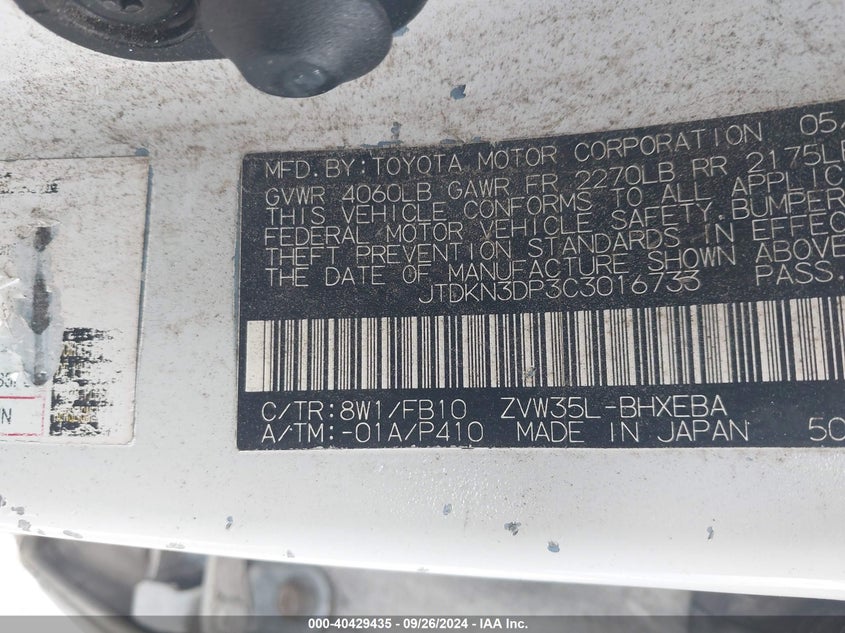 MFD.BY:TOYOTA MOTOR CORPORATION 05
GVWR 4060LB GAWR FR 2270LB RR 2175LB
THIS VEHICLE CONFORMS TO ALL APPLIC
FEDERAL MOTOR VEHICLE SAFETY,BUMPER
THEFT PREVENTION STANDARDS IN EFFEC
THE DATE OF MANUFACTURE SHOWN ABOVE
JTDKN3DP3C3016733 PASS.
C/TR:8W1/FB10 ZVW35L-BHXEBA
A/TM:-01A/P410 MADE IN JAPAN 50
000-40429435 - 09/26/2024 - IAA Inc.